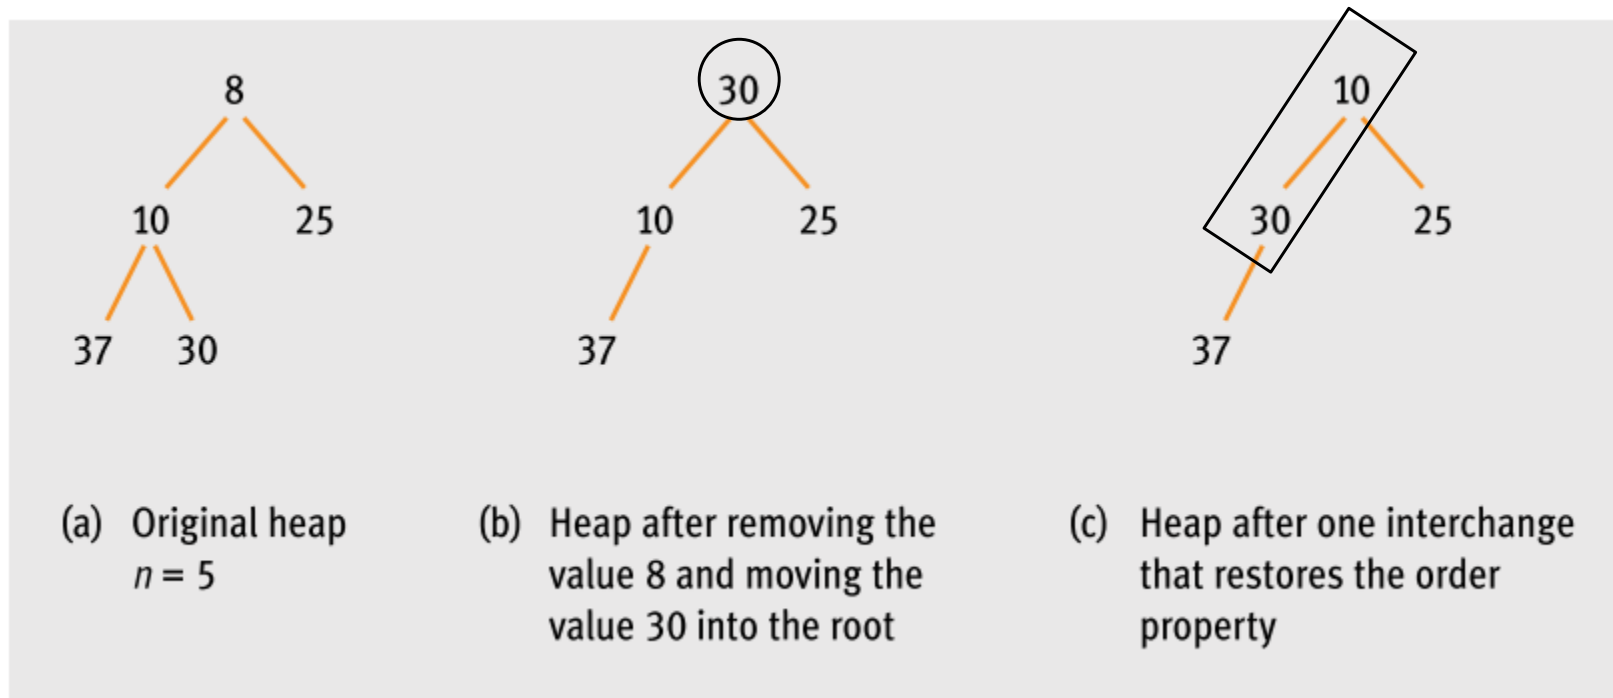 8
30
10
10
25
10
25
30
25
37
30
37
37
(a) Original heap
n = 5
(b) Heap after removing the
value 8 and moving the
value 30 into the root
(c) Heap after one interchange
that restores the order
property